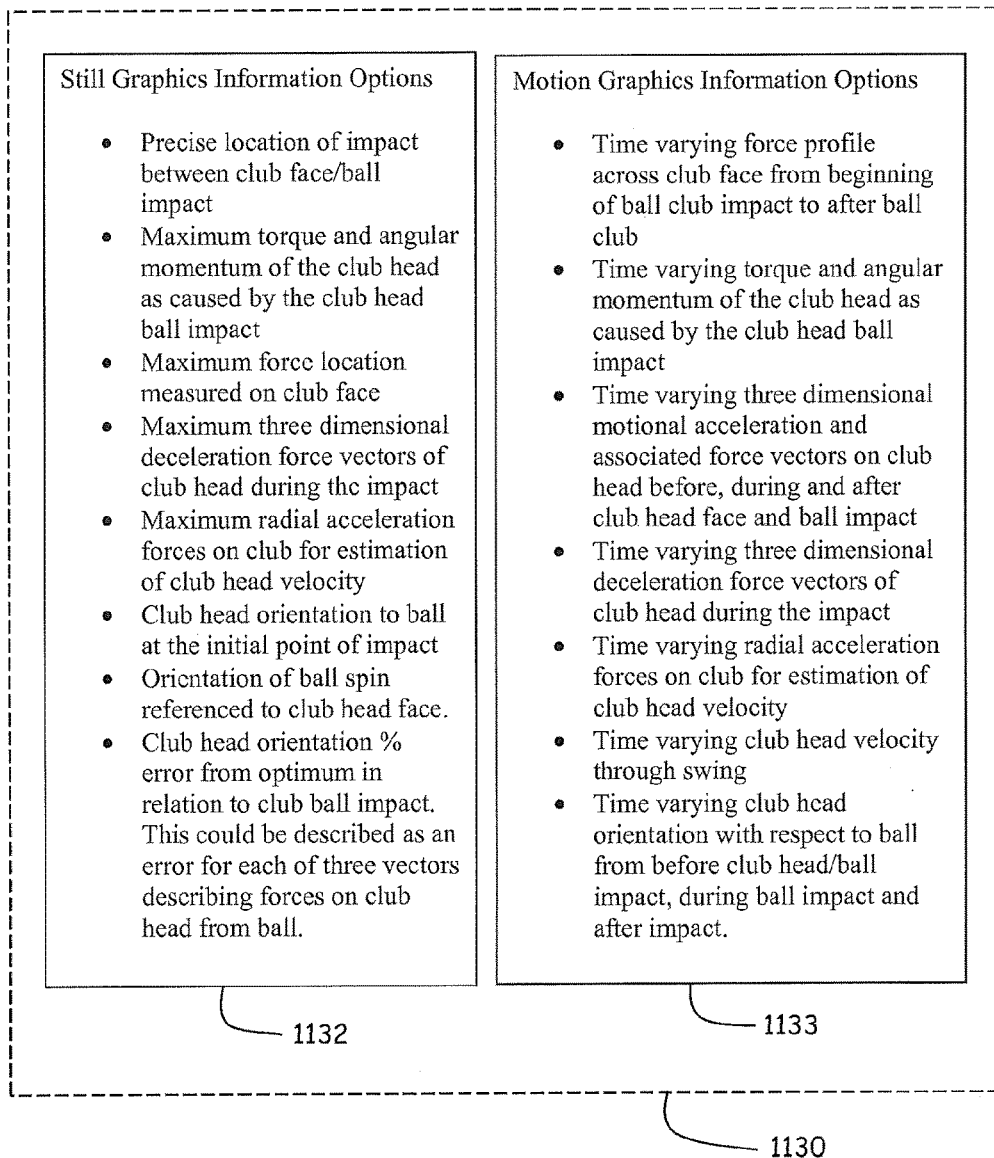 Still Graphics Information Options
• Precise location of impact
between club face/ball
impact
• Maximum torque and angular
momentum of the club head
as caused by the club head
ball impact
• Maximum force location
measured on club face
• Maximum three dimensional
deceleration force vectors of
club head during the impact
• Maximum radial acceleration
forces on club for estimation
of club head velocity
• Club head orientation to ball
at the initial point of impact
• Orientation of ball spin
referenced to club head face.
• Club head orientation %
error from optimum in
relation to club ball impact.
This could be described as an
error for each of three vectors
describing forces on club
head from ball.
1132
Motion Graphics Information Options
• Time varying force profile
across club face from beginning
of ball club impact to after ball
club
• Time varying torque and angular
momentum of the club head as
caused by the club head ball
impact
• Time varying three dimensional
motional acceleration and
associated force vectors on club
head before, during and after
club head face and ball impact
• Time varying three dimensional
deceleration force vectors of
club head during the impact
• Time varying radial acceleration
forces on club for estimation of
club head velocity
• Time varying club head velocity
through swing
• Time varying club head
orientation with respect to ball
from before club head/ball
impact, during ball impact and
after impact.
1133
1130